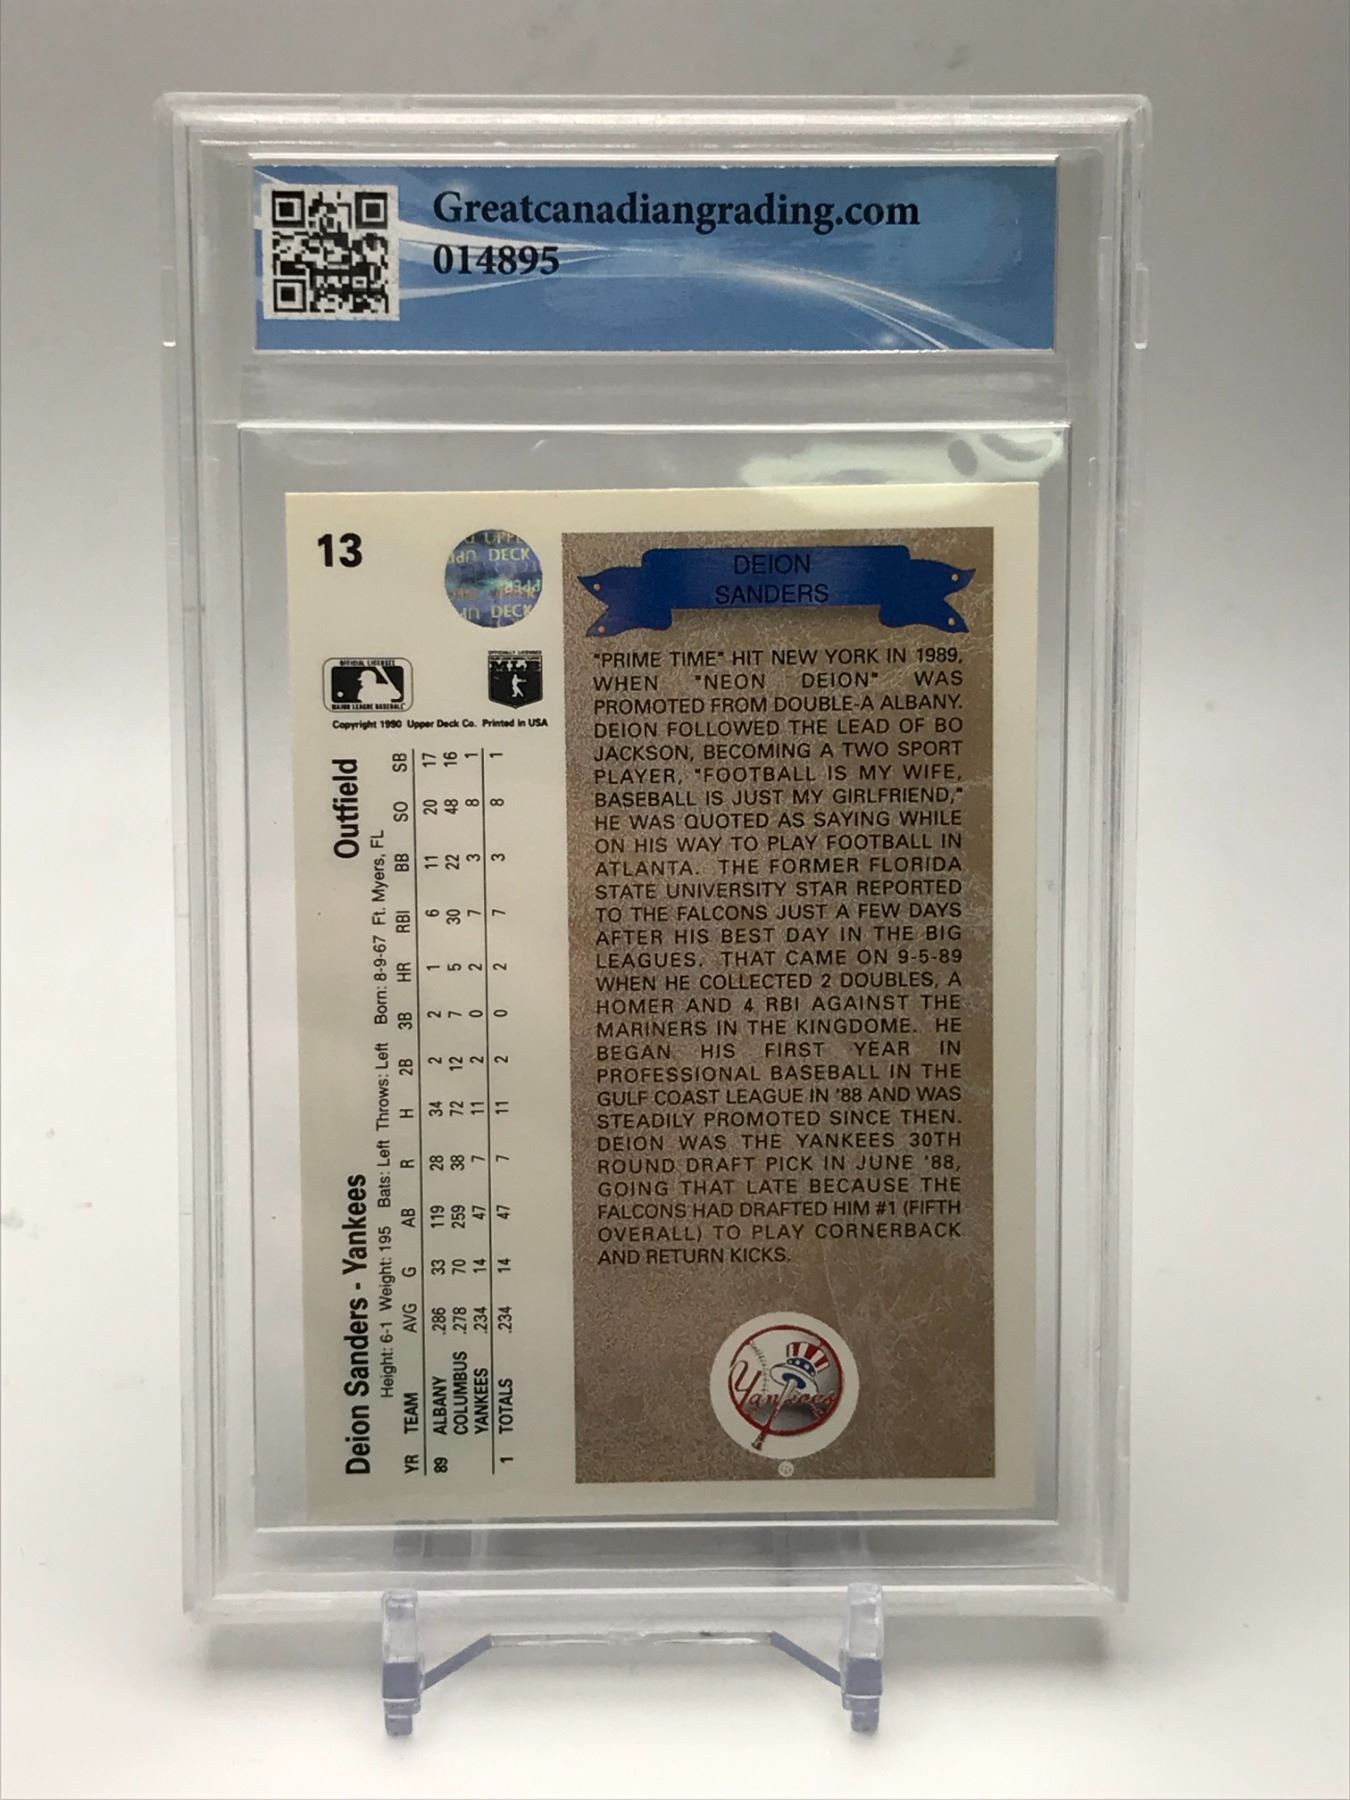 Greatcanadiangrading.com
014895
13
UPPER DECK
OFFICIAL LICENSEE
MAJOR LEAGUE BASEBALL
OFFICIALLY LICENSED
MLB
Copyright 1990 Upper Deck Co. Printed in USA
Deion Sanders - Yankees Outfield
Height: 6-1 Weight: 195 Bats: Left Throws: Left Born: 8-9-67 Ft. Myers, FL
YR TEAM AVG G AB R H 2B 3B HR RBI BB SO SB
89 ALBANY .286 33 119 28 34 2 2 1 6 11 20 17
COLUMBUS .278 70 259 38 72 12 7 5 30 22 48 16
YANKEES .234 14 47 7 11 2 0 2 7 3 8 1
1 TOTALS .234 14 47 7 11 2 0 2 7 3 8 1
DEION
SANDERS
"PRIME TIME" HIT NEW YORK IN 1989,
WHEN "NEON DEION" WAS
PROMOTED FROM DOUBLE-A ALBANY.
DEION FOLLOWED THE LEAD OF BO
JACKSON, BECOMING A TWO SPORT
PLAYER, "FOOTBALL IS MY WIFE,
BASEBALL IS JUST MY GIRLFRIEND,"
HE WAS QUOTED AS SAYING WHILE
ON HIS WAY TO PLAY FOOTBALL IN
ATLANTA. THE FORMER FLORIDA
STATE UNIVERSITY STAR REPORTED
TO THE FALCONS JUST A FEW DAYS
AFTER HIS BEST DAY IN THE BIG
LEAGUES. THAT CAME ON 9-5-89
WHEN HE COLLECTED 2 DOUBLES, A
HOMER AND 4 RBI AGAINST THE
MARINERS IN THE KINGDOME. HE
BEGAN HIS FIRST YEAR IN
PROFESSIONAL BASEBALL IN THE
GULF COAST LEAGUE IN '88 AND WAS
STEADILY PROMOTED SINCE THEN.
DEION WAS THE YANKEES 30TH
ROUND DRAFT PICK IN JUNE '88,
GOING THAT LATE BECAUSE THE
FALCONS HAD DRAFTED HIM #1 (FIFTH
OVERALL) TO PLAY CORNERBACK
AND RETURN KICKS.
Yankees
®